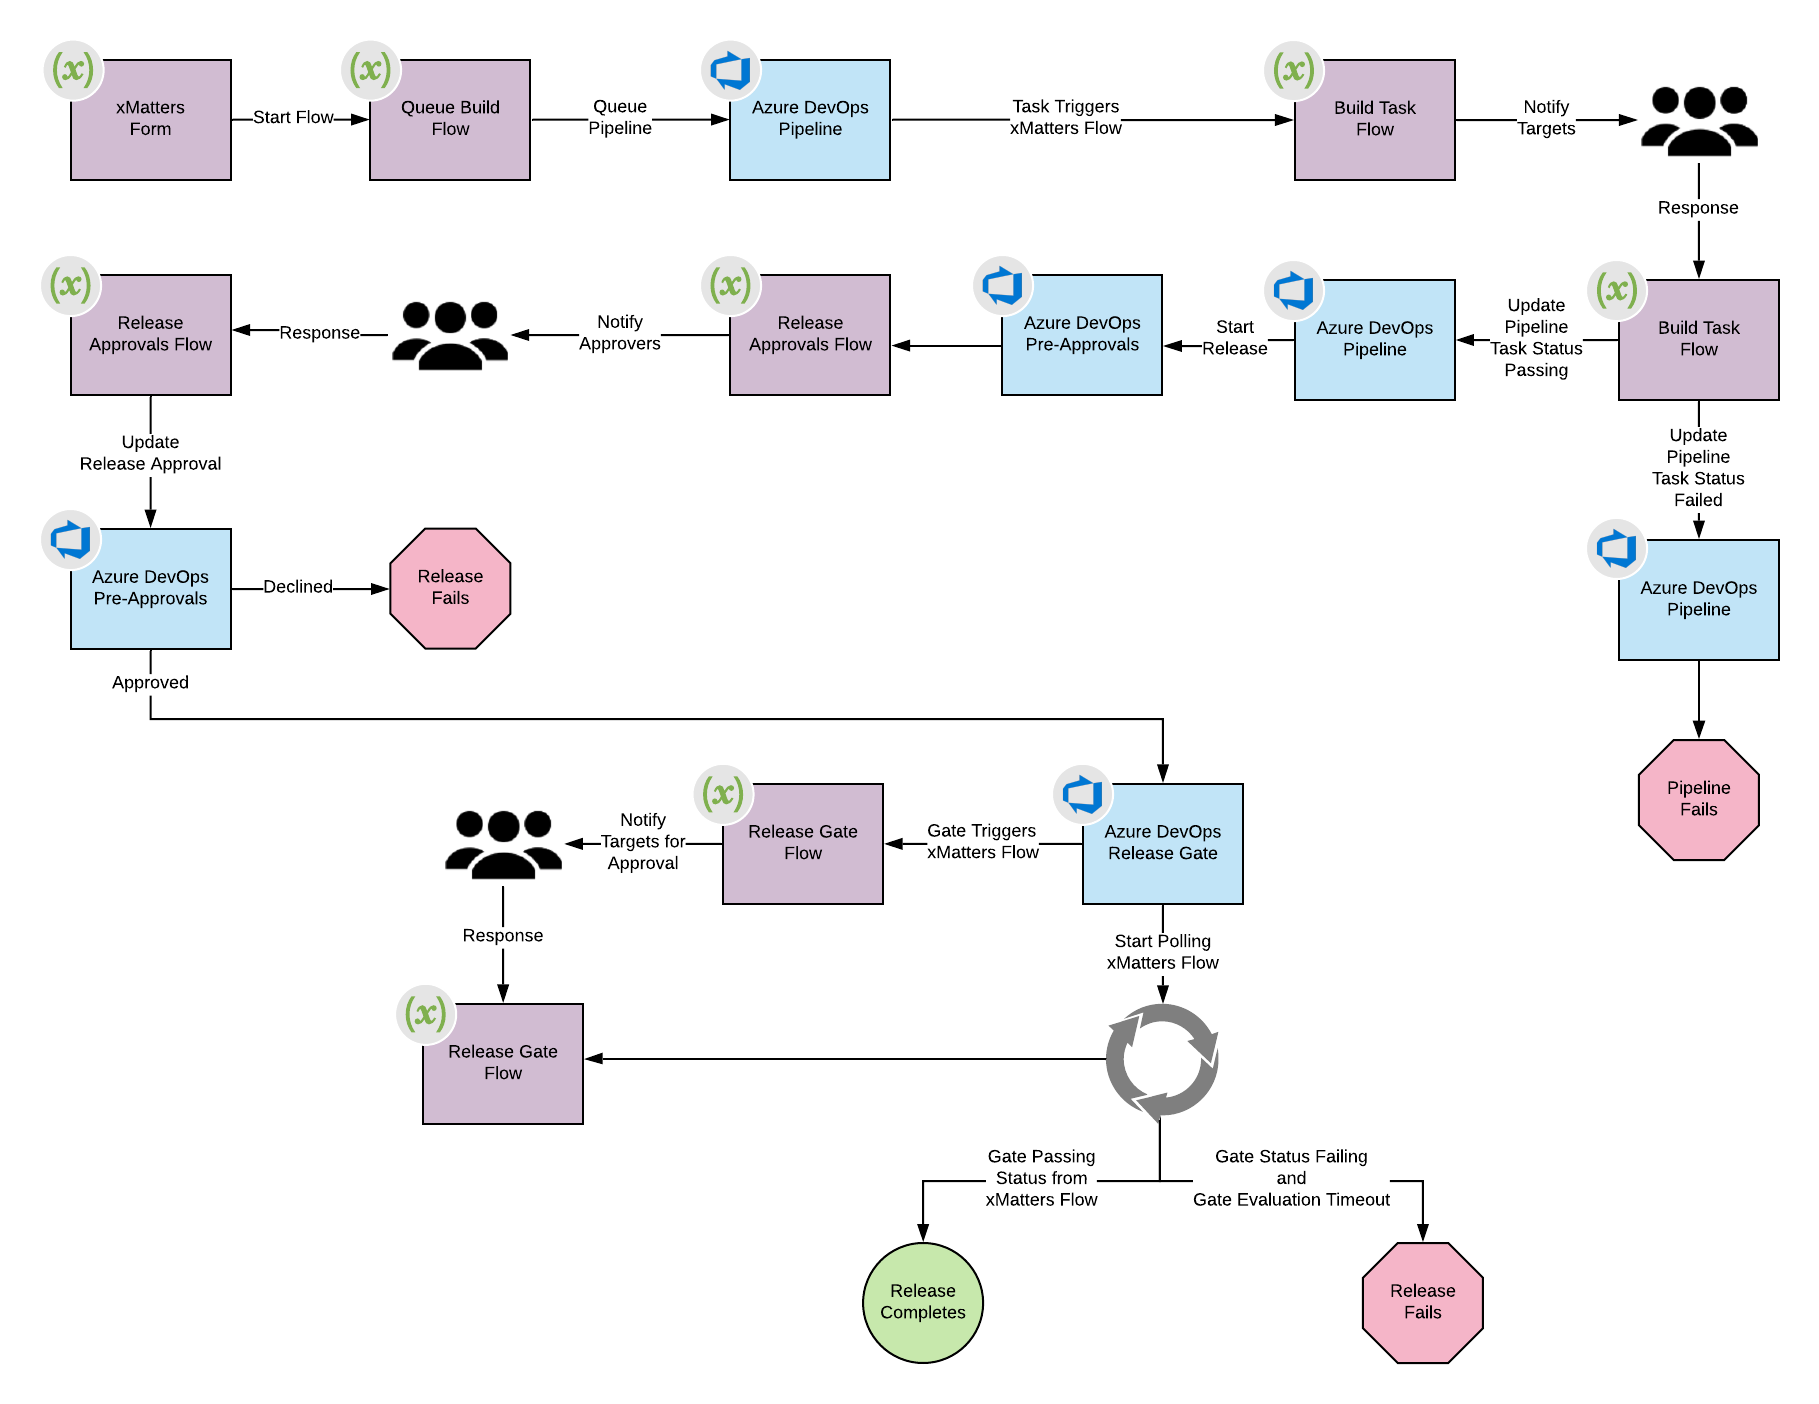 (x)
xMatters
Form
Start Flow
(x)
Queue Build
Flow
Queue
Pipeline
Azure DevOps
Pipeline
Task Triggers
xMatters Flow
(x)
Build Task
Flow
Notify
Targets
Response
(x)
Build Task
Flow
Update
Pipeline
Task Status
Passing
Azure DevOps
Pipeline
Start
Release
Azure DevOps
Pre-Approvals
(x)
Release
Approvals Flow
Notify
Approvers
Response
(x)
Release
Approvals Flow
Update
Pipeline
Task Status
Failed
Azure DevOps
Pipeline
Pipeline
Fails
Update
Release Approval
Azure DevOps
Pre-Approvals
Declined
Release
Fails
Approved
Azure DevOps
Release Gate
Gate Triggers
xMatters Flow
(x)
Release Gate
Flow
Notify
Targets for
Approval
Response
(x)
Release Gate
Flow
Start Polling
xMatters Flow
Gate Passing
Status from
xMatters Flow
Release
Completes
Gate Status Failing
and
Gate Evaluation Timeout
Release
Fails